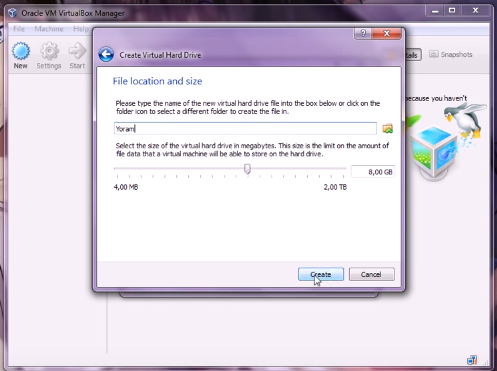 Oracle VM VirtualBox Manager
File Machine Help
New Settings Start
Snapshots
Create Virtual Hard Drive
File location and size
Please type the name of the new virtual hard drive file into the box below or click on the
folder icon to select a different folder to create the file in.
Yoram
Select the size of the virtual hard drive in megabytes. This size is the limit on the amount of
file data that a virtual machine will be able to store on the hard drive.
8,00 GB
4,00 MB 2,00 TB
Create Cancel
because you haven't